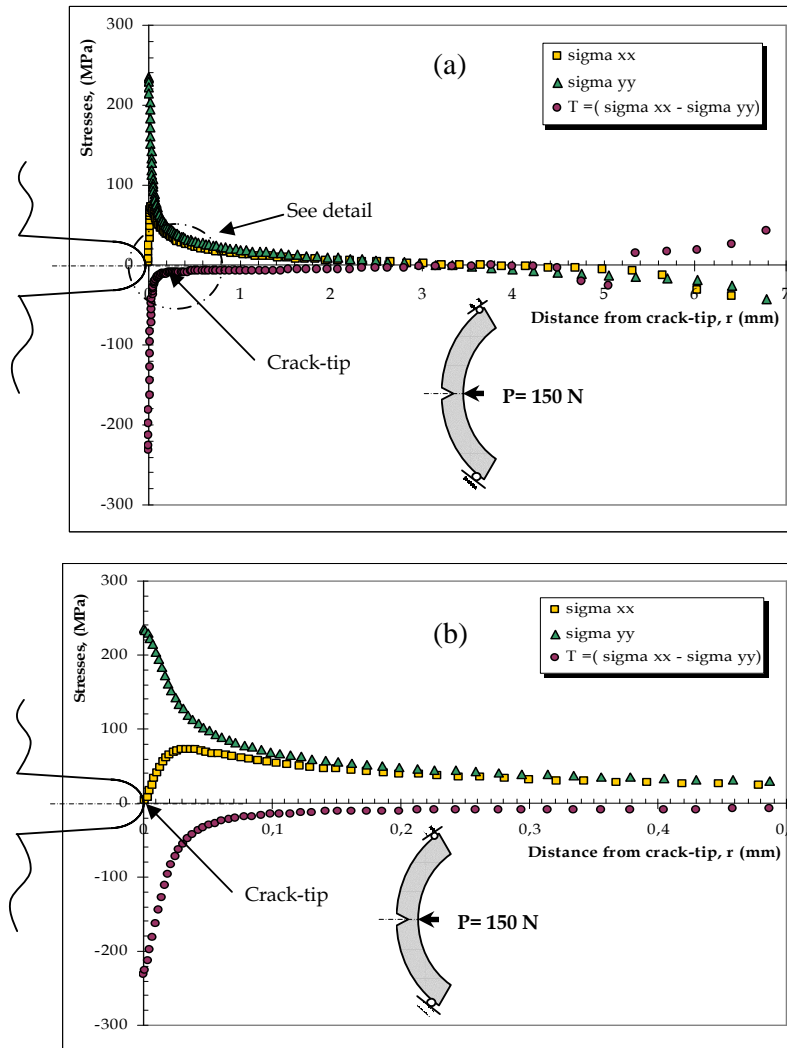 300
(a)
sigma xx
sigma yy
T =( sigma xx - sigma yy)
200
Stresses, (MPa)
100
See detail
0
1
2
3
4
5
6
7
Distance from crack-tip, r (mm)
-100
Crack-tip
P= 150 N
-200
-300
300
(b)
sigma xx
sigma yy
T =( sigma xx - sigma yy)
200
Stresses, (MPa)
100
0
0
0,1
0,2
0,3
0,4
0,5
Distance from crack-tip, r (mm)
-100
Crack-tip
P= 150 N
-200
-300